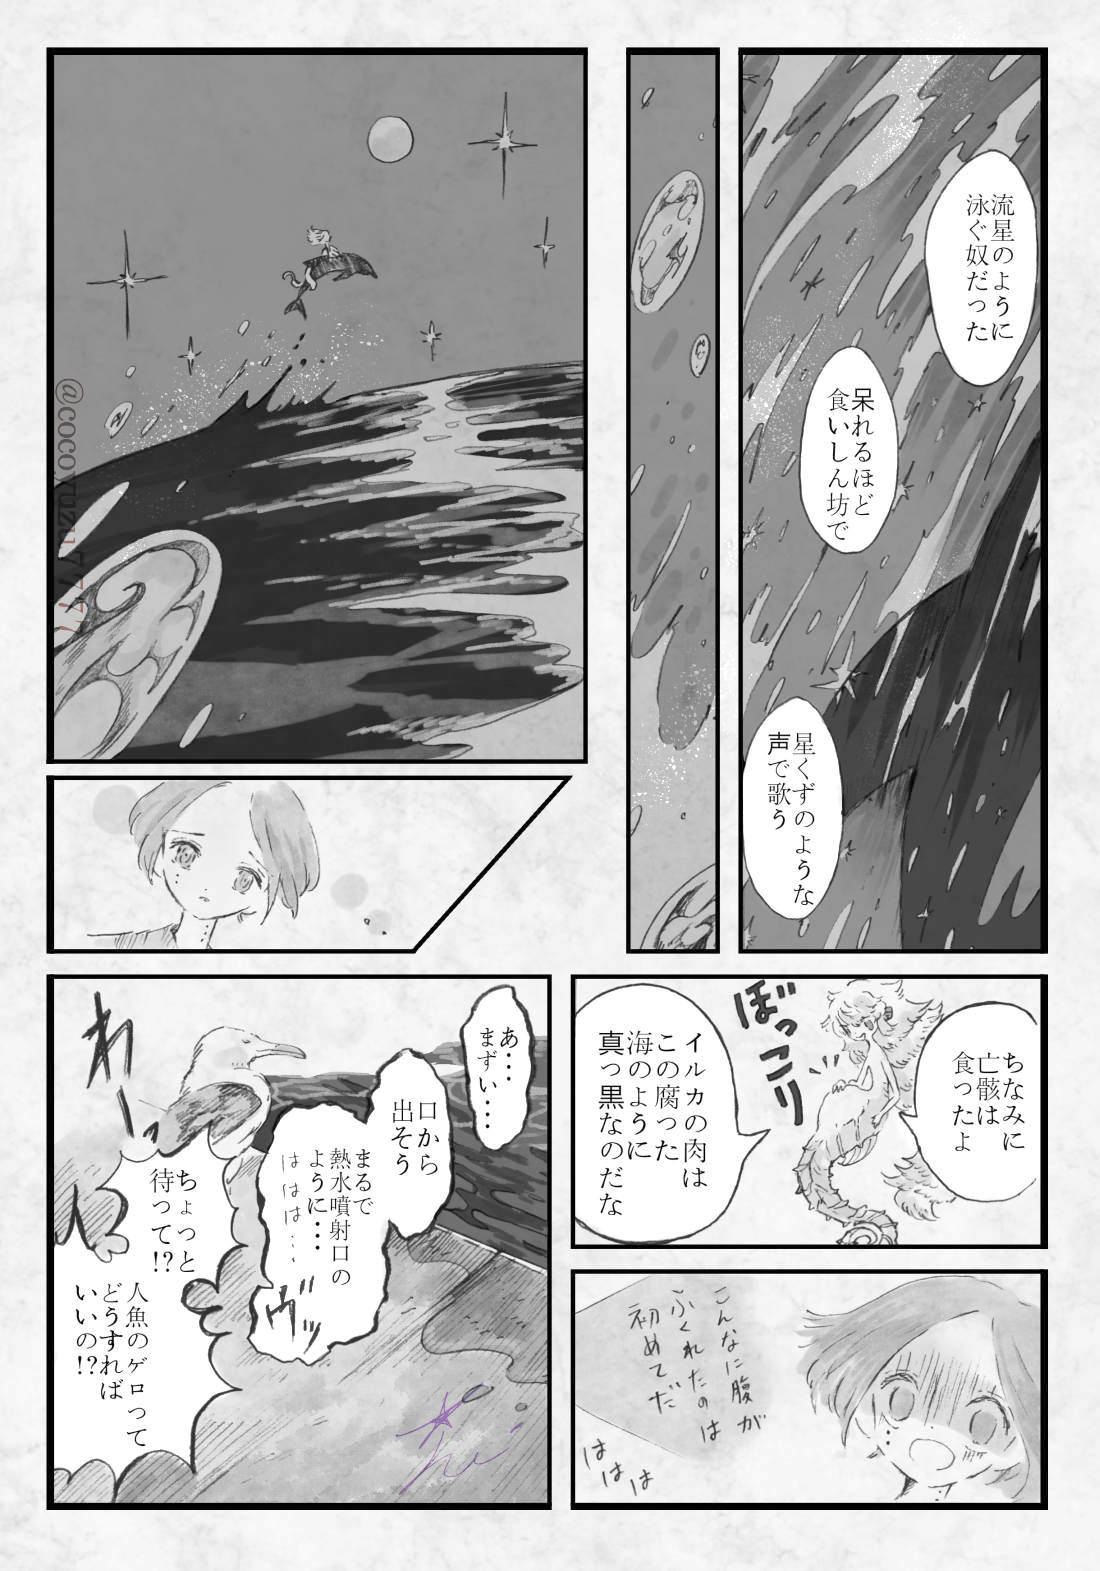 流星のように
泳ぐ奴だった
呆れるほど
食いしん坊で
星くずのような
声で歌う
@cocoyuzu7777
ちなみに
亡骸は
食ったよ
ぼっこり
イルカの肉は
この腐った
海のように
真っ黒なのだな
こんなに腹が
ふくれたのは
初めてだ
はははは
あ・・・
まずい・・・・
口から
出そう
まるで
熱水噴射口の
ように・・・
ははは…
ヴッ
ちょっと
待って!?
人魚のゲロって
どうすれば
いいの!?